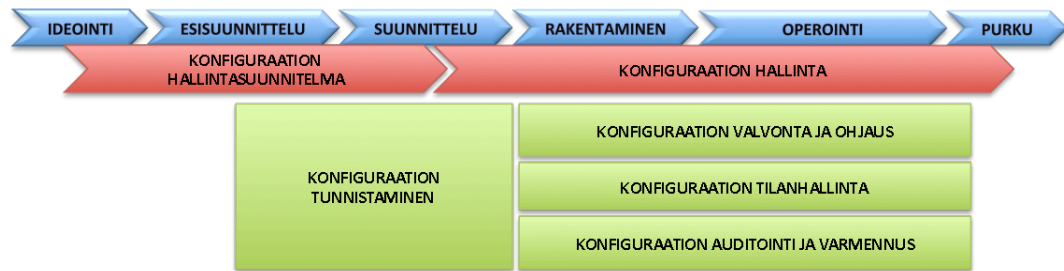 IDEOINTI
ESISUUNNITTELU
SUUNNITTELU
RAKENTAMINEN
OPEROINTI
PURKU
KONFIGURAATION
HALLINTASUUNNITELMA
KONFIGURAATION HALLINTA
KONFIGURAATION
TUNNISTAMINEN
KONFIGURAATION VALVONTA JA OHJAUS
KONFIGURAATION TILANHALLINTA
KONFIGURAATION AUDITOINTI JA VARMENNUS